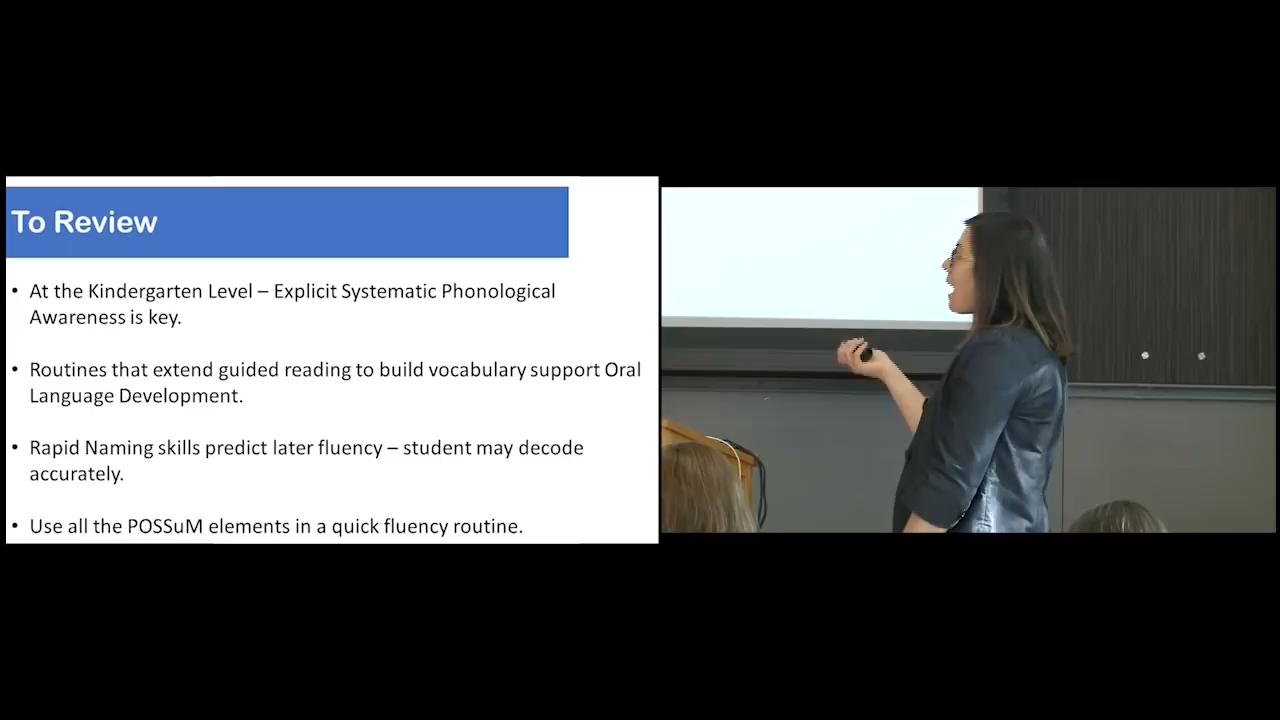 To Review
• At the Kindergarten Level – Explicit Systematic Phonological
Awareness is key.
• Routines that extend guided reading to build vocabulary support Oral
Language Development.
• Rapid Naming skills predict later fluency – student may decode
accurately.
• Use all the POSSuM elements in a quick fluency routine.